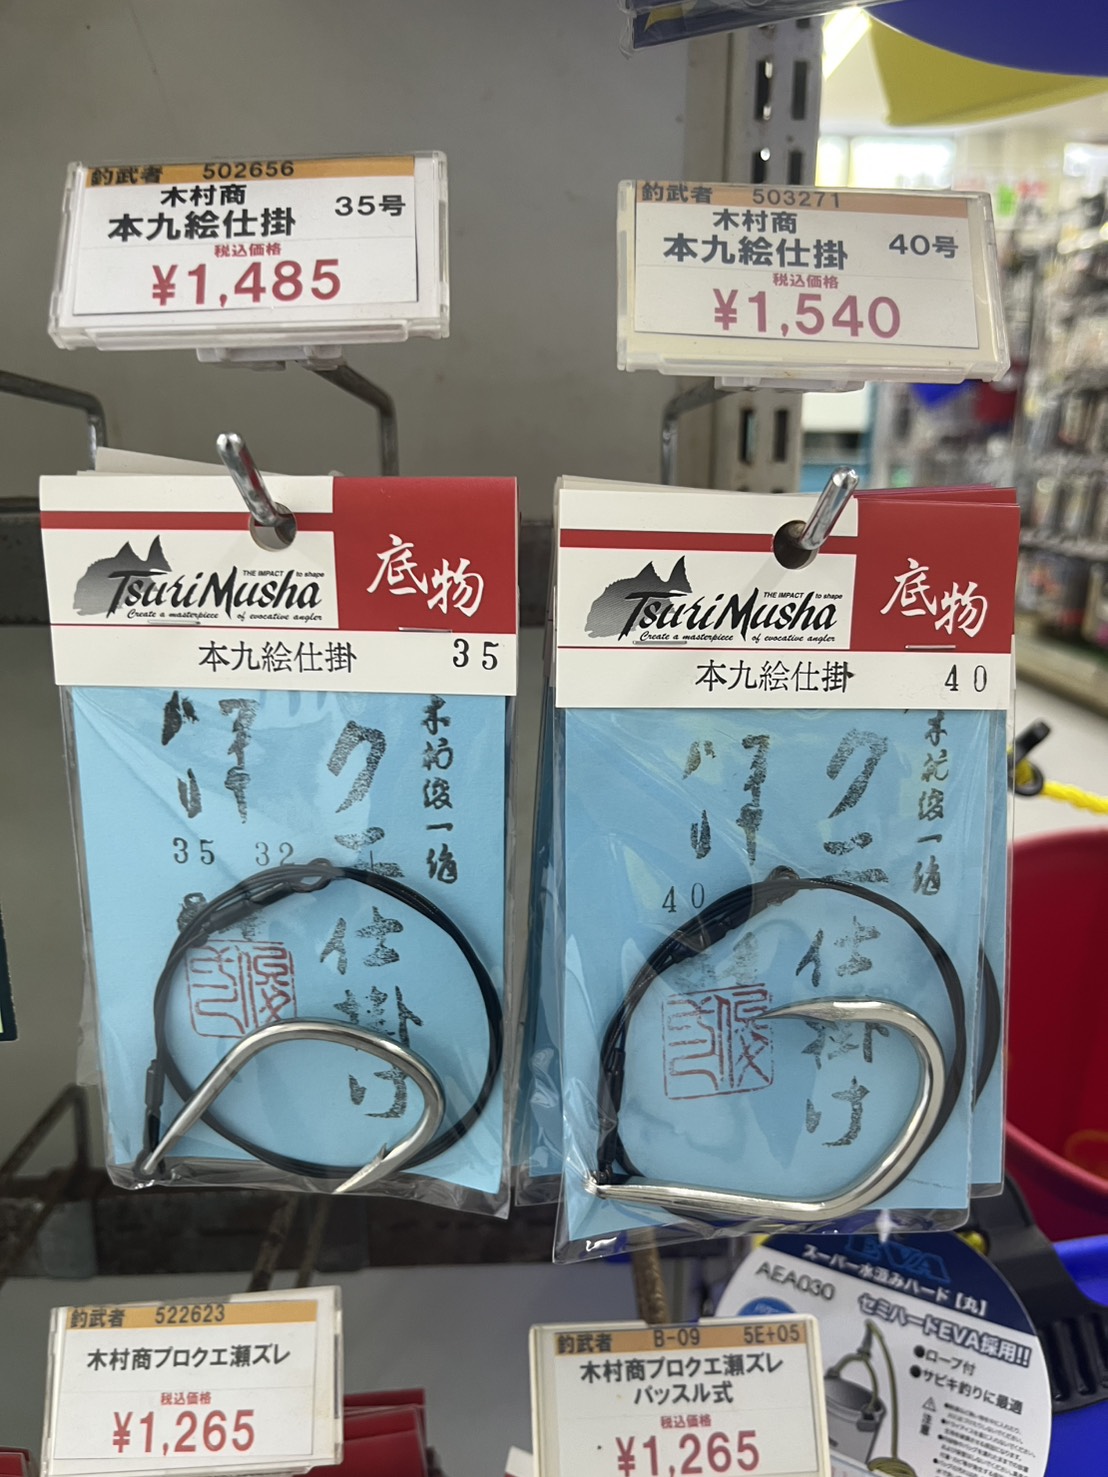 釣武者 502656
木村商
本九絵仕掛 35号
税込価格
¥1,485
釣武者 503271
木村商
本九絵仕掛 40号
税込価格
¥1,540
THE IMPACT to shape
TsuriMusha
Create a masterpiece of evocative angler
底物
本九絵仕掛 35
35 32
クエ仕掛け
THE IMPACT to shape
TsuriMusha
Create a masterpiece of evocative angler
底物
本九絵仕掛 40
40
仕掛け
釣武者 522623
木村商プロクエ瀬ズレ
税込価格
¥1,265
釣武者 B-09 5E+05
木村商プロクエ瀬ズレ
バッスル式
税込価格
¥1,265
EVA
スーパー水汲みハード【丸】
AEA030
セミハードEVA採用!!
●ロープ付
●サビキ釣りに最適
注意